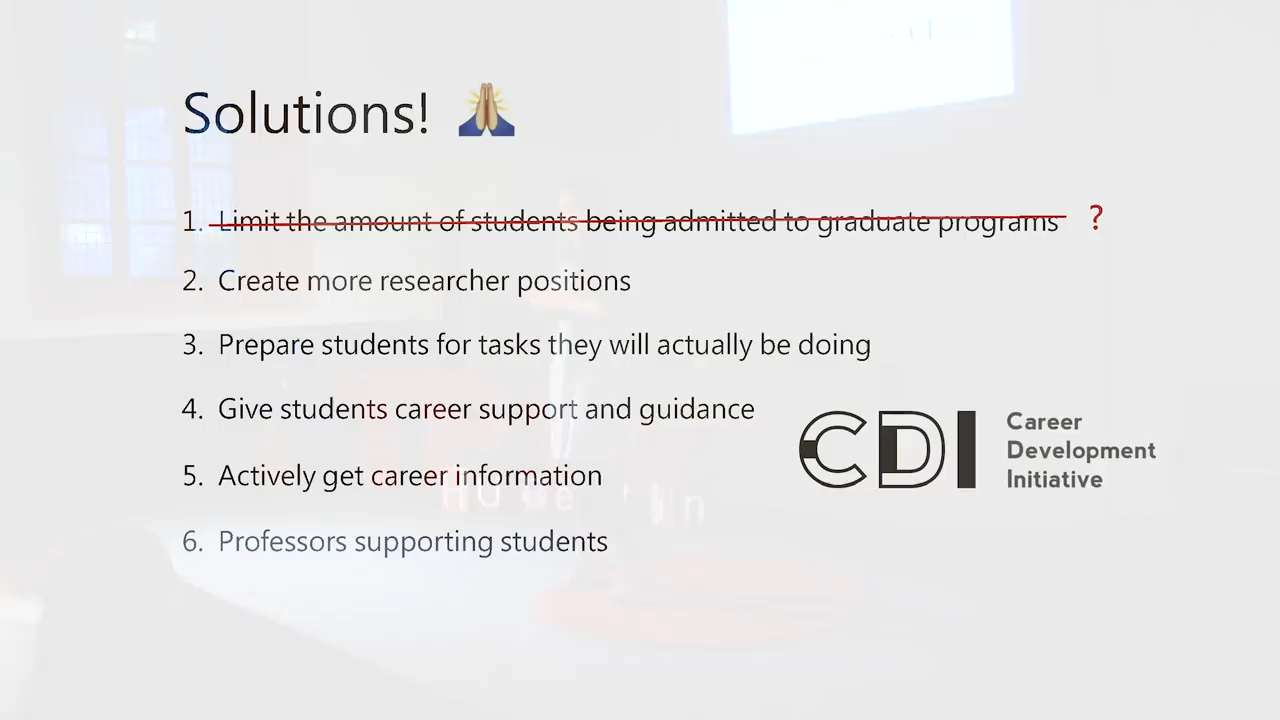 Solutions! 🙏
1. Limit the amount of students being admitted to graduate programs ?
2. Create more researcher positions
3. Prepare students for tasks they will actually be doing
4. Give students career support and guidance
5. Actively get career information
6. Professors supporting students
CDI
Career
Development
Initiative